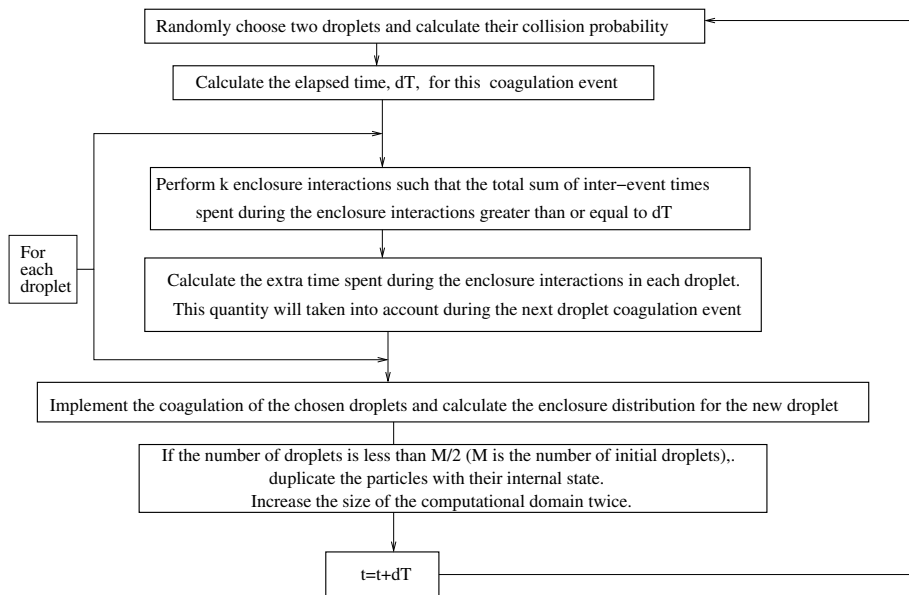 Randomly choose two droplets and calculate their collision probability
Calculate the elapsed time, dT, for this coagulation event
Perform k enclosure interactions such that the total sum of inter−event times
spent during the enclosure interactions greater than or equal to dT
For
each
droplet
Calculate the extra time spent during the enclosure interactions in each droplet.
This quantity will taken into account during the next droplet coagulation event
Implement the coagulation of the chosen droplets and calculate the enclosure distribution for the new droplet
If the number of droplets is less than M/2 (M is the number of initial droplets),.
duplicate the particles with their internal state.
Increase the size of the computational domain twice.
t=t+dT